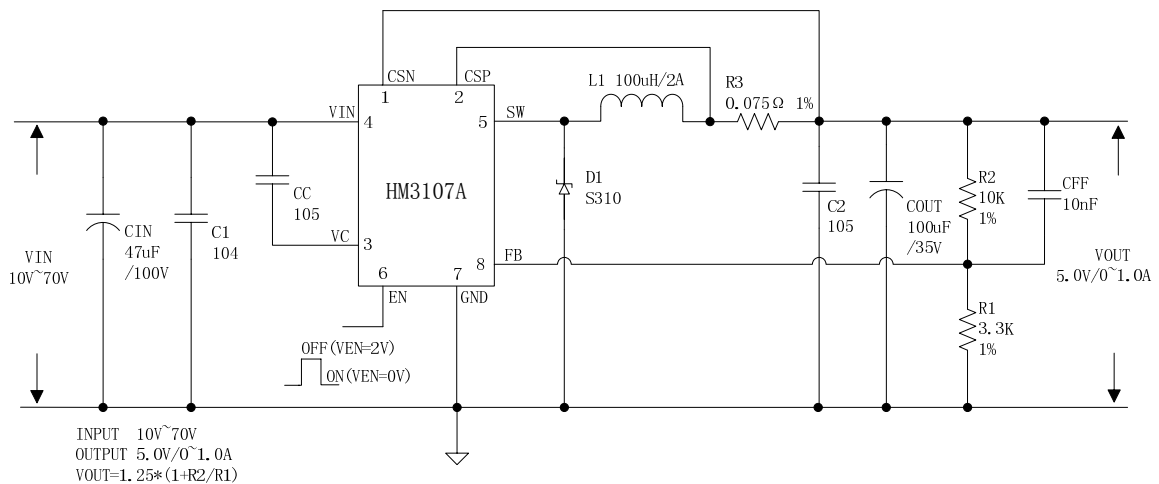 CSN
CSP
1
2
L1 100uH/2A
R3
0.075Ω 1%
VIN
4
5
SW
HM3107A
CC
105
D1
S310
R2
10K
1%
CFF
10nF
CIN
47uF
/100V
C1
104
C2
105
COUT
100uF
/35V
VC
3
8
FB
VIN
10V~70V
VOUT
5.0V/0~1.0A
6
7
EN
GND
R1
3.3K
1%
OFF(VEN=2V)
ON(VEN=0V)
INPUT 10V~70V
OUTPUT 5.0V/0~1.0A
VOUT=1.25*(1+R2/R1)